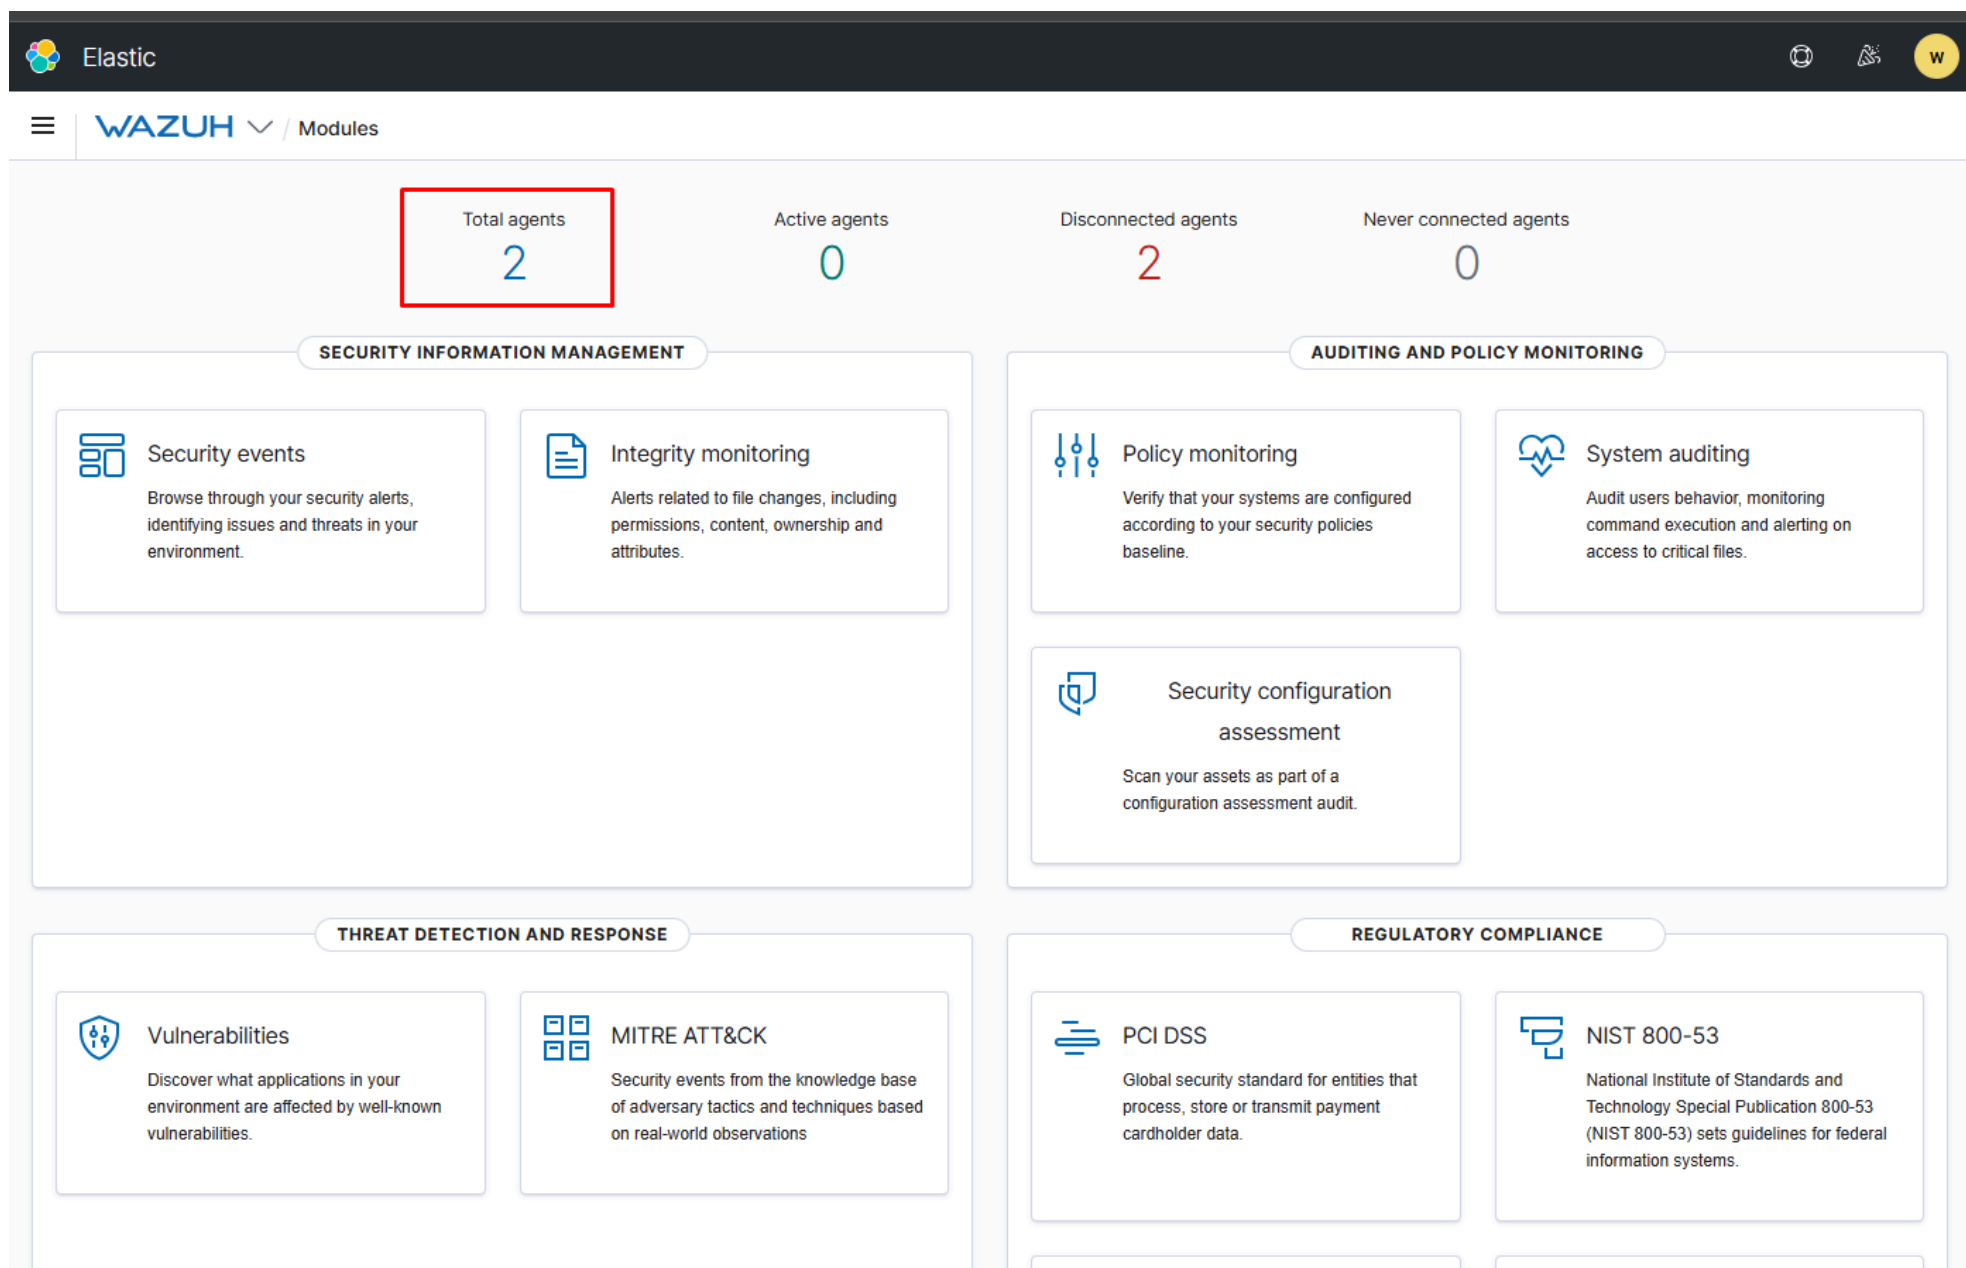 Elastic
W
WAZUH / Modules
Total agents
2
Active agents
0
Disconnected agents
2
Never connected agents
0
SECURITY INFORMATION MANAGEMENT
Security events
Browse through your security alerts,
identifying issues and threats in your
environment.
Integrity monitoring
Alerts related to file changes, including
permissions, content, ownership and
attributes.
AUDITING AND POLICY MONITORING
Policy monitoring
Verify that your systems are configured
according to your security policies
baseline.
System auditing
Audit users behavior, monitoring
command execution and alerting on
access to critical files.
Security configuration
assessment
Scan your assets as part of a
configuration assessment audit.
THREAT DETECTION AND RESPONSE
Vulnerabilities
Discover what applications in your
environment are affected by well-known
vulnerabilities.
MITRE ATT&CK
Security events from the knowledge base
of adversary tactics and techniques based
on real-world observations
REGULATORY COMPLIANCE
PCI DSS
Global security standard for entities that
process, store or transmit payment
cardholder data.
NIST 800-53
National Institute of Standards and
Technology Special Publication 800-53
(NIST 800-53) sets guidelines for federal
information systems.